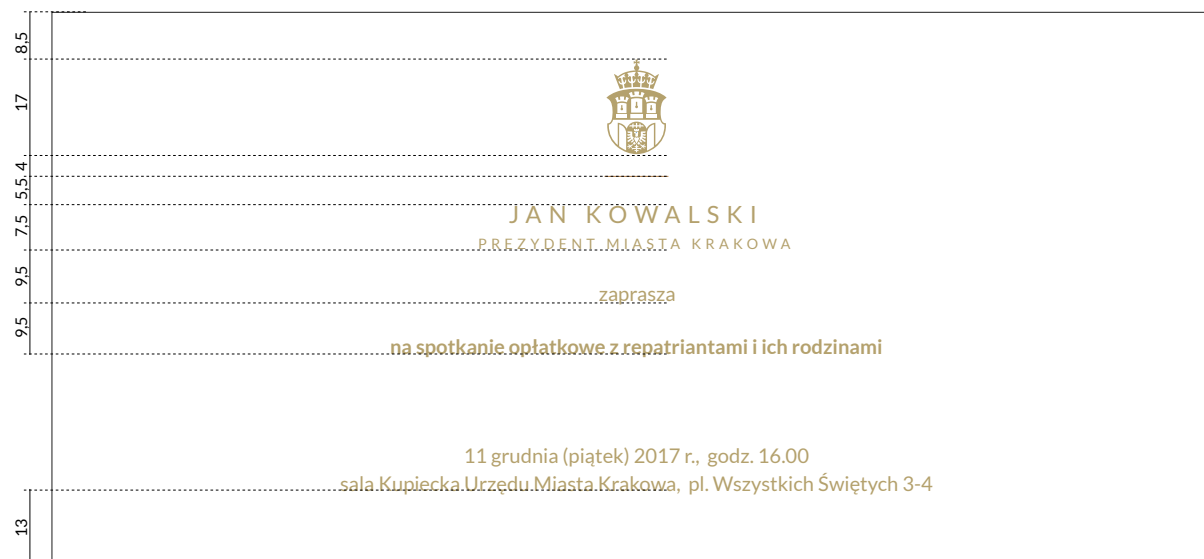 8,5
17
4
5,5
7,5
9,5
9,5
13
JAN KOWALSKI
PREZYDENT MIASTA KRAKOWA
zaprasza
na spotkanie opłatkowe z repatriantami i ich rodzinami
11 grudnia (piątek) 2017 r., godz. 16.00
sala Kupiecka Urzędu Miasta Krakowa, pl. Wszystkich Świętych 3-4